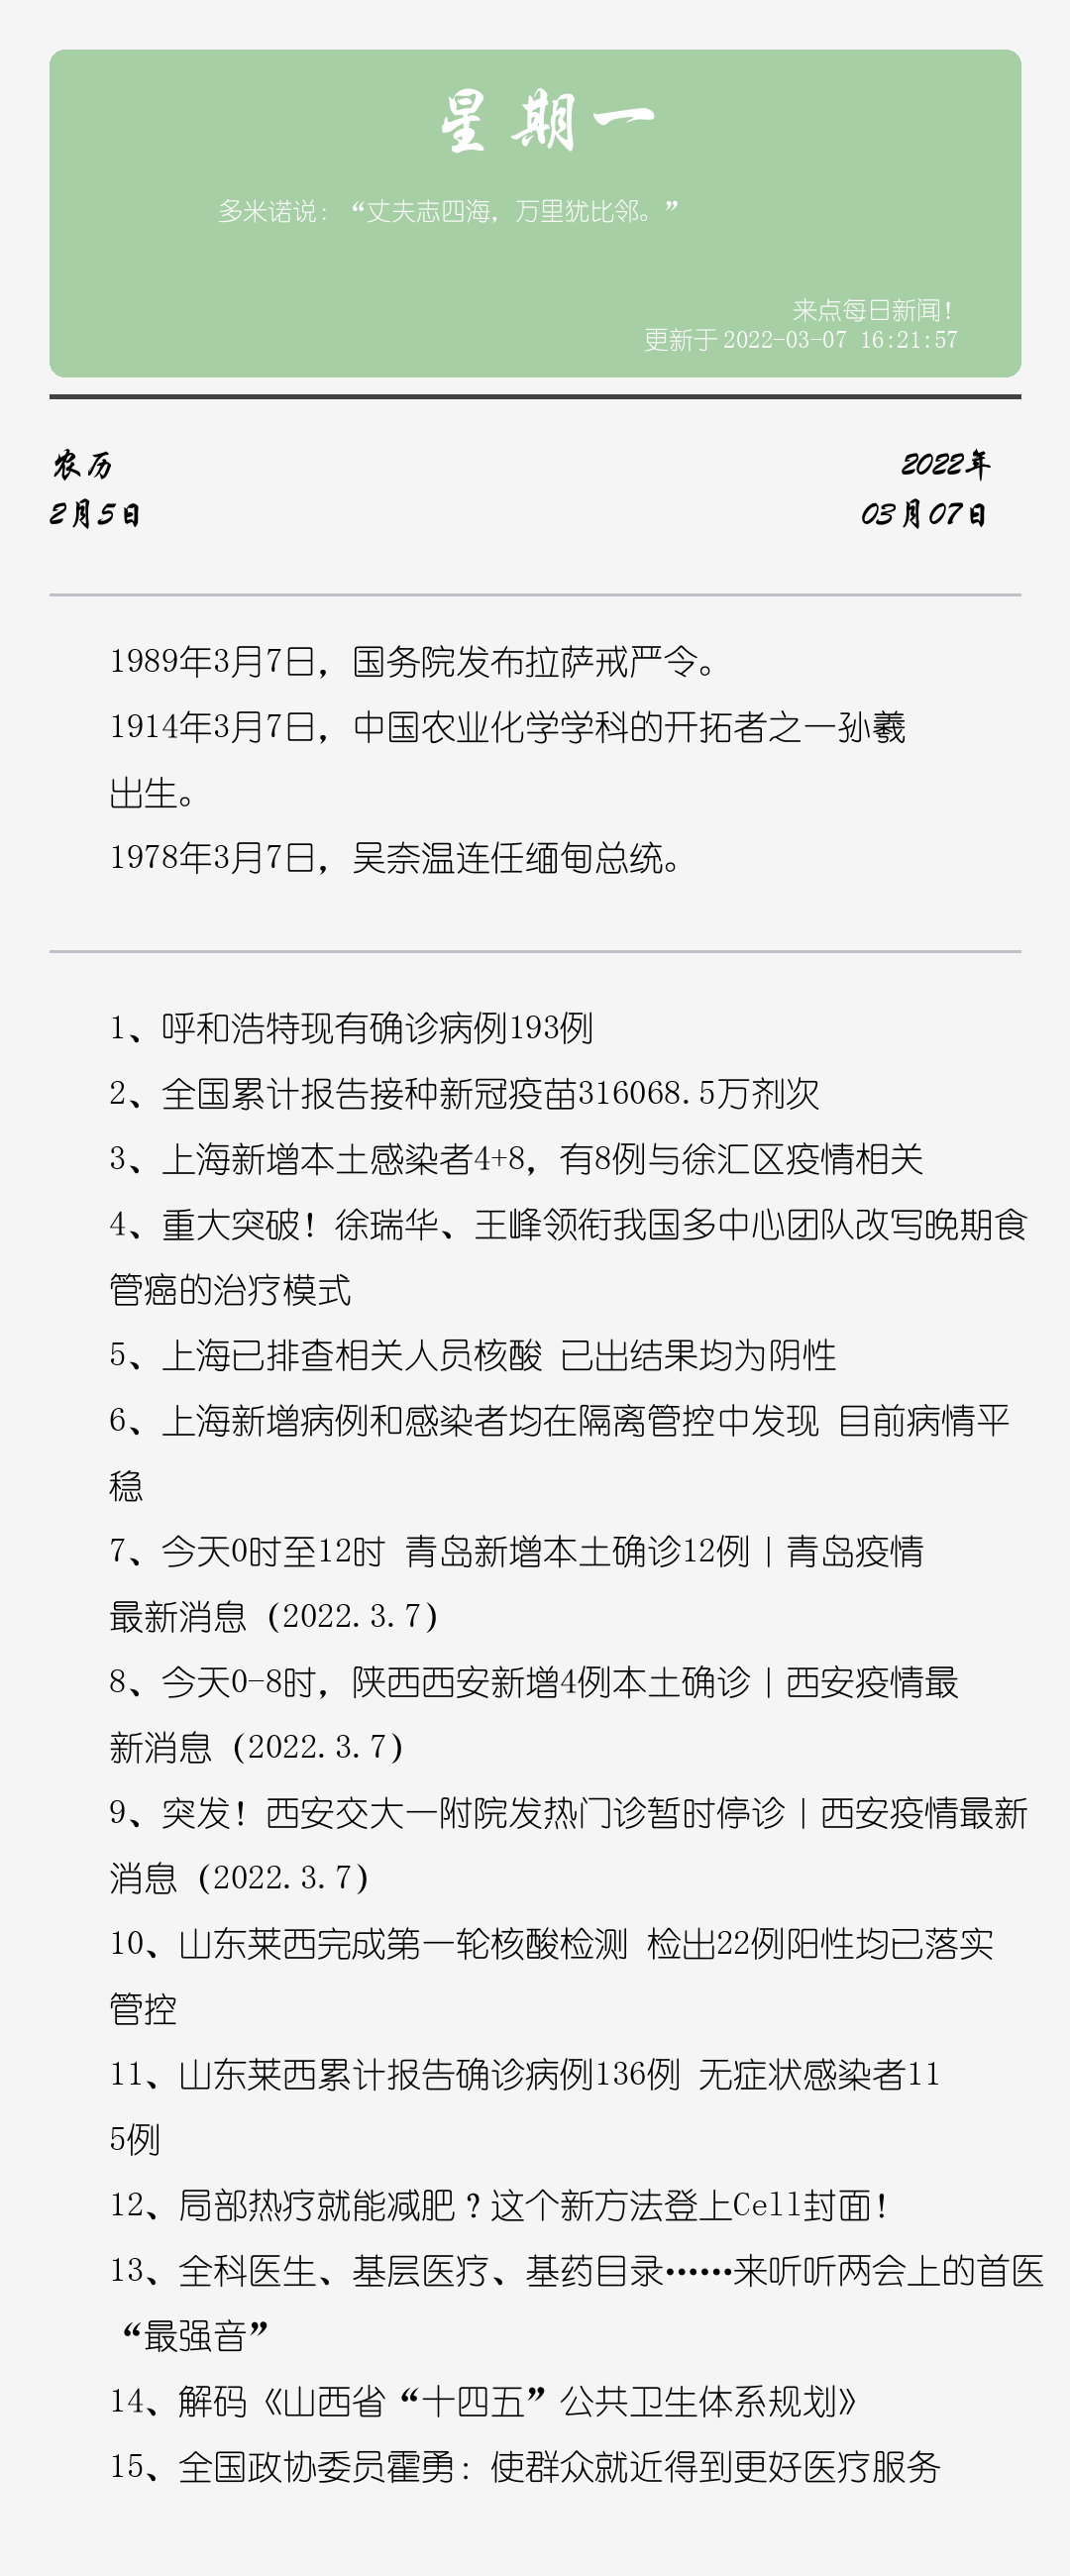 星期一
多米诺说：“丈夫志四海，万里犹比邻。”
来点每日新闻！
更新于 2022-03-07 16:21:57
农历
2022年
2月5日
03月07日
1989年3月7日，国务院发布拉萨戒严令。
1914年3月7日，中国农业化学学科的开拓者之一孙羲
出生。
1978年3月7日，吴奈温连任缅甸总统。
1、呼和浩特现有确诊病例193例
2、全国累计报告接种新冠疫苗316068.5万剂次
3、上海新增本土感染者4+8，有8例与徐汇区疫情相关
4、重大突破！徐瑞华、王峰领衔我国多中心团队改写晚期食
管癌的治疗模式
5、上海已排查相关人员核酸 已出结果均为阴性
6、上海新增病例和感染者均在隔离管控中发现 目前病情平
稳
7、今天0时至12时 青岛新增本土确诊12例｜青岛疫情
最新消息（2022.3.7）
8、今天0-8时，陕西西安新增4例本土确诊｜西安疫情最
新消息（2022.3.7）
9、突发！西安交大一附院发热门诊暂时停诊｜西安疫情最新
消息（2022.3.7）
10、山东莱西完成第一轮核酸检测 检出22例阳性均已落实
管控
11、山东莱西累计报告确诊病例136例 无症状感染者11
5例
12、局部热疗就能减肥？这个新方法登上Cell封面！
13、全科医生、基层医疗、基药目录……来听听两会上的首医
“最强音”
14、解码《山西省“十四五”公共卫生体系规划》
15、全国政协委员霍勇：使群众就近得到更好医疗服务